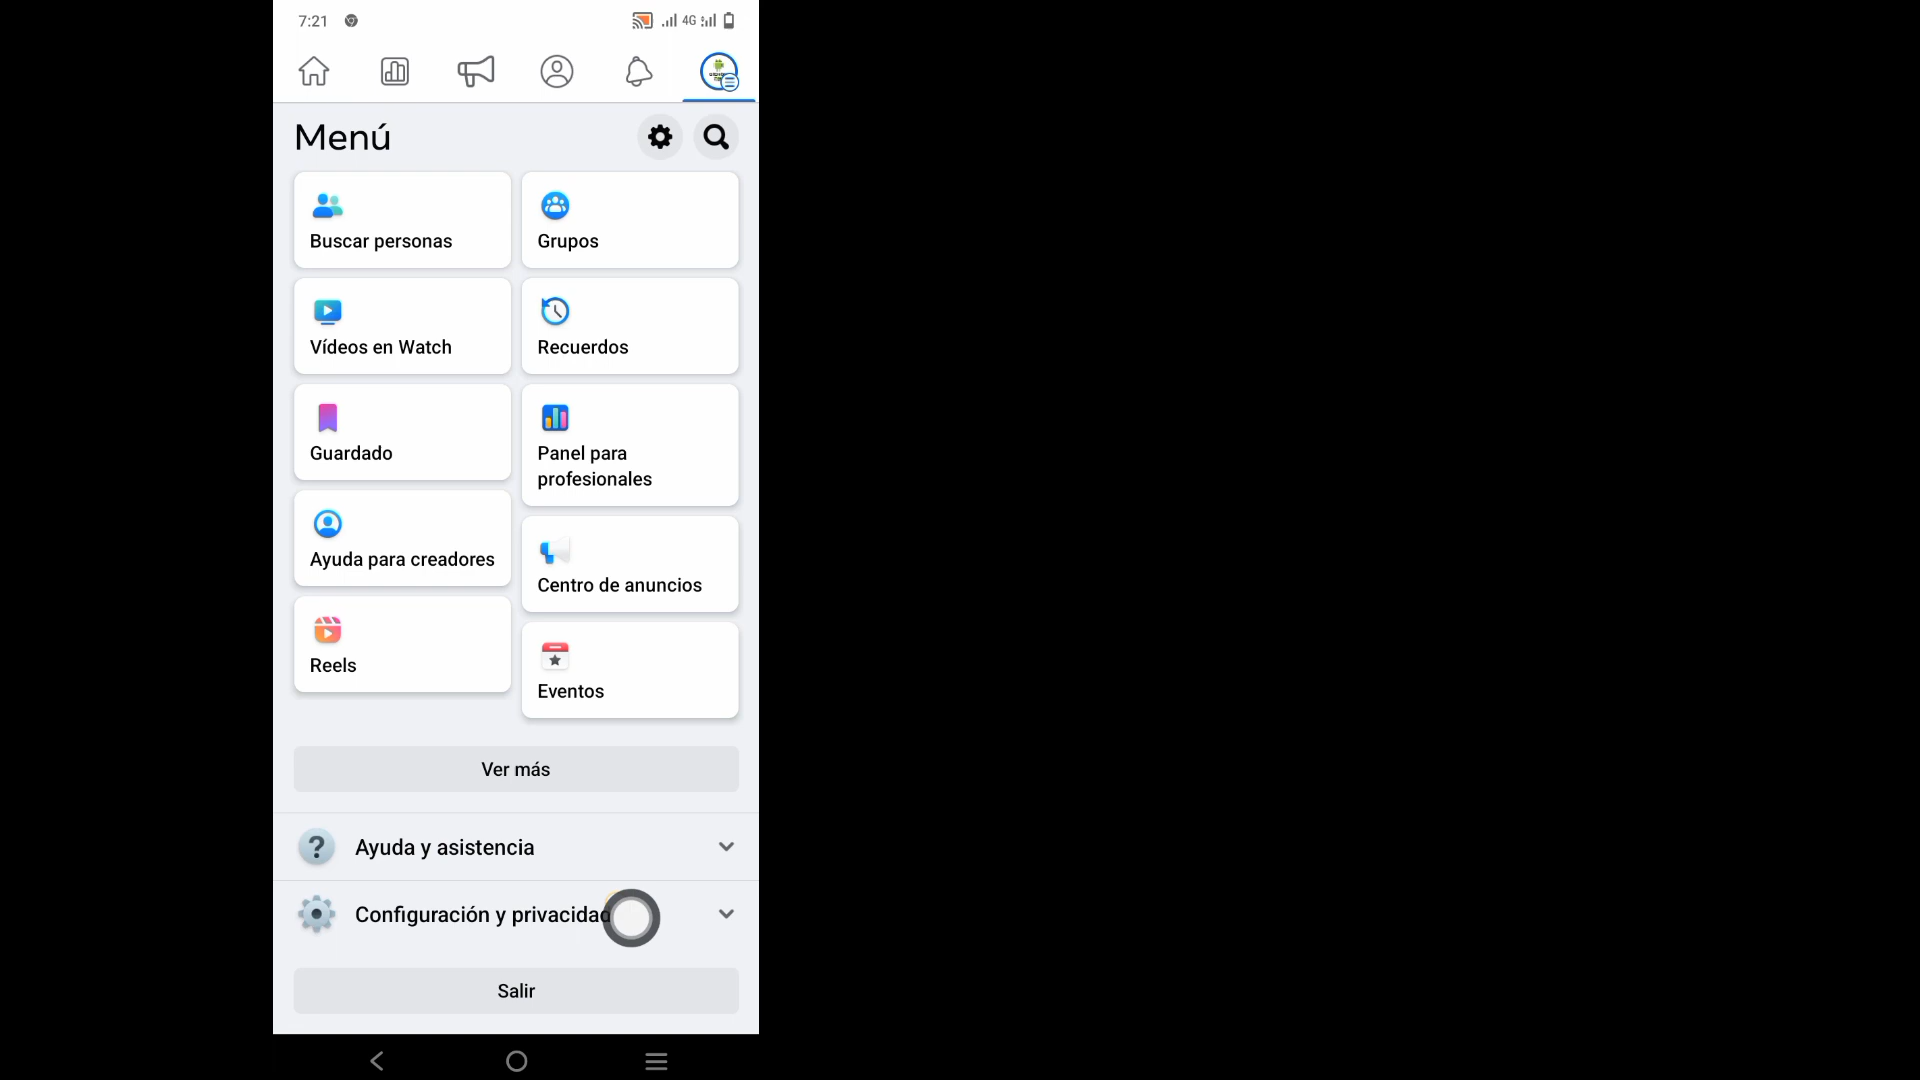 7:21
4G
Menú
Buscar personas
Grupos
Vídeos en Watch
Recuerdos
Guardado
Panel para
profesionales
Ayuda para creadores
Centro de anuncios
Reels
Eventos
Ver más
Ayuda y asistencia
Configuración y privacidad
Salir